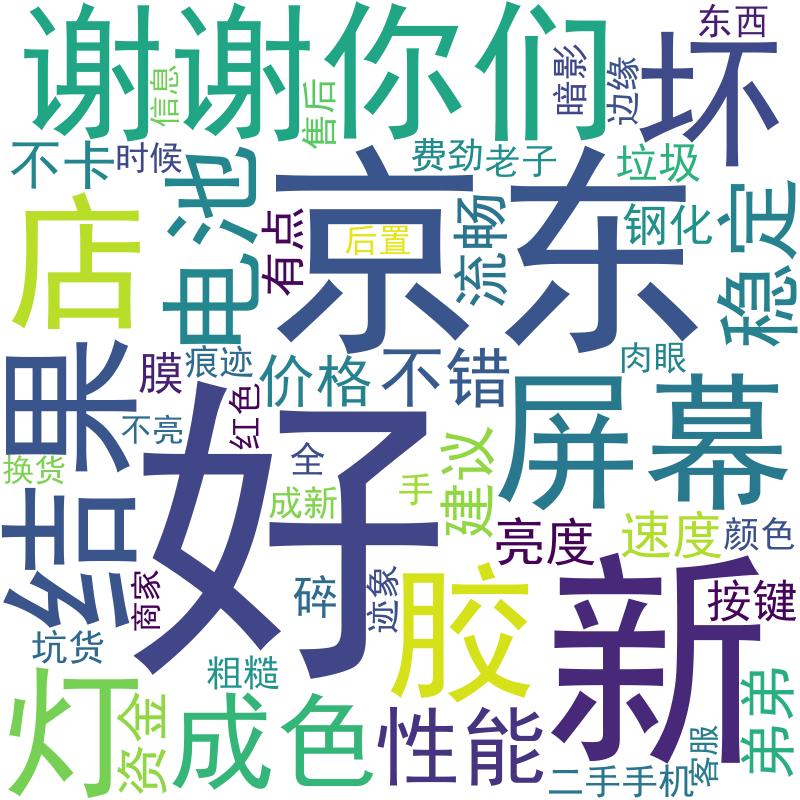 谢谢你们
信息
售后
暗影
边缘
东西
坏
不卡
时候
费劲
老子
垃圾
电池
京东
有点
后置
流畅
钢化
稳定
店
结果
膜
痕迹
价格
不错
肉眼
红色
不亮
屏幕
好
全
换货
成新
手
建议
亮度
速度
颜色
商家
碎
迹象
胶
新
按键
坑货
粗糙
灯
资金
成色
性能
弟弟
客服
二手手机